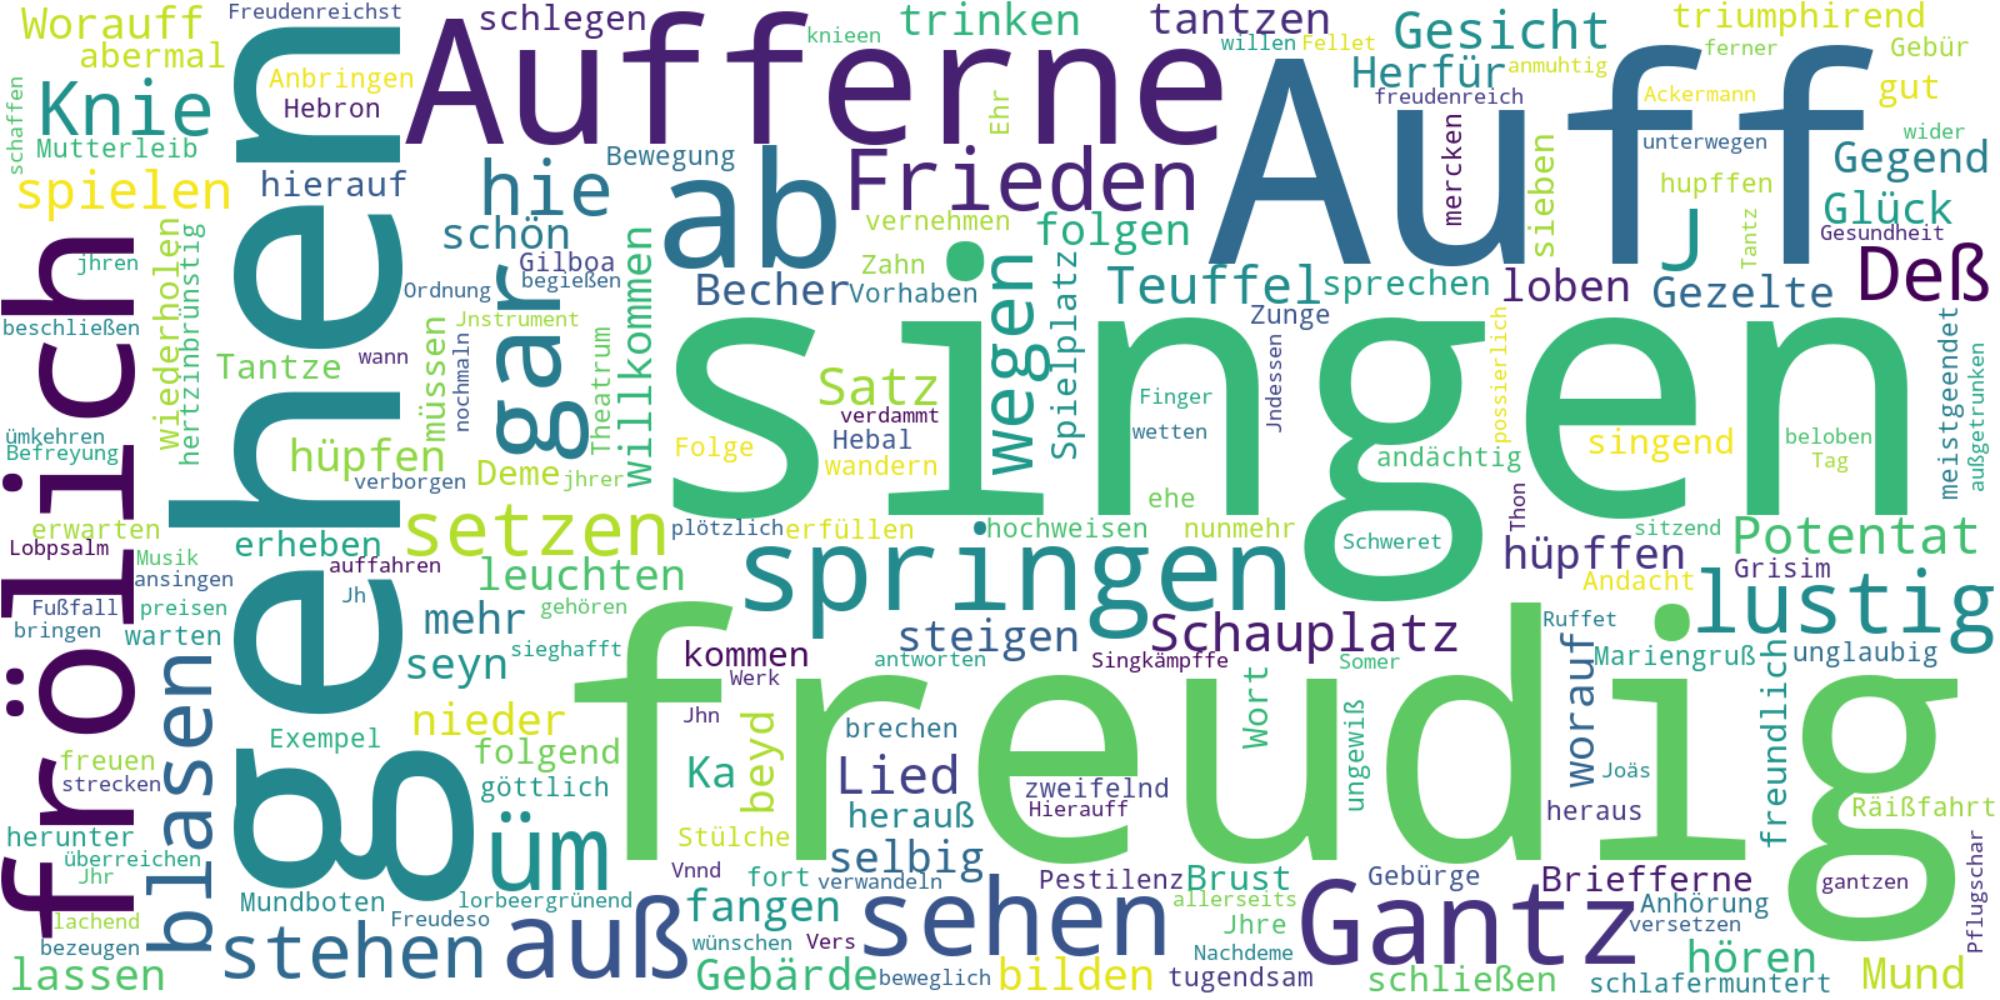 Worauff
Freudenreichst
schlegen
knieen
trinken
tantzen
willen
Fellet
Gesicht
triumphirend
ferner
Gebür
abermal
Anbringen
Hebron
Aufferne
Auff
Herfür
anmuhtig
freudenreich
Ackermann
gut
schaffen
Knie
Mutterleib
gehen
Ehr
mercken
unterwegen
wider
spielen
hierauf
hie
Bewegung
ab
Frieden
sieben
Gegend
hupffen
vernehmen
folgen
Glück
J
Tantz
Gesundheit
frölich
jhren
wiederholen
hertzinbrünstig
schön
Gilboa
begießen
willkommen
Zahn
Vorhaben
wegen
Spielplatz
Teuffel
sprechen
loben
Gezelte
Deß
beschließen
Ordnung
gar
Becher
Zunge
Tantze
wann
müssen
nochmaln
Jnstrument
Theatrum
singen
Satz
verdammt
Finger
Jndessen
possierlich
meistgeendet
außgetrunken
ümkehren
Befreyung
hüpfen
verborgen
Deme
jhrer
Folge
Hebal
wandern
wetten
andächtig
singend
beloben
Tag
ehe
Thon
erwarten
Lobpsalm
Musik
ansingen
erheben
auffahren
setzen
plötzlich
erfüllen
hochweisen
nunmehr
Schweret
sitzend
Potentat
leuchten
springen
hüpffen
Grisim
Andacht
Fußfall
preisen
bringen
warten
Jh
mehr
gehören
lustig
seyn
sieghafft
kommen
Werk
steigen
antworten
Schauplatz
Singkämpffe
Somer
Ruffet
Mariengruß
unglaubig
blasen
nieder
Jhn
freudig
beyd
brechen
Wort
ungewiß
worauf
freundlich
Exempel
folgend
freuen
strecken
göttlich
Ka
Lied
zweifelnd
Hierauff
Joäs
herunter
überreichen
Jhr
üm
Stülche
herauß
selbig
heraus
Räißfahrt
Vnnd
fort
verwandeln
Pestilenz
Brust
allerseits
Gebürge
Briefferne
gantzen
Pflugschar
Mundboten
Freudeso
lorbeergrünend
lachend
bezeugen
fangen
sehen
Jhre
Gantz
Anhörung
versetzen
lassen
stehen
auß
wünschen
Vers
Gebärde
beweglich
bilden
Nachdeme
tugendsam
schließen
hören
schlafermuntert
Mund